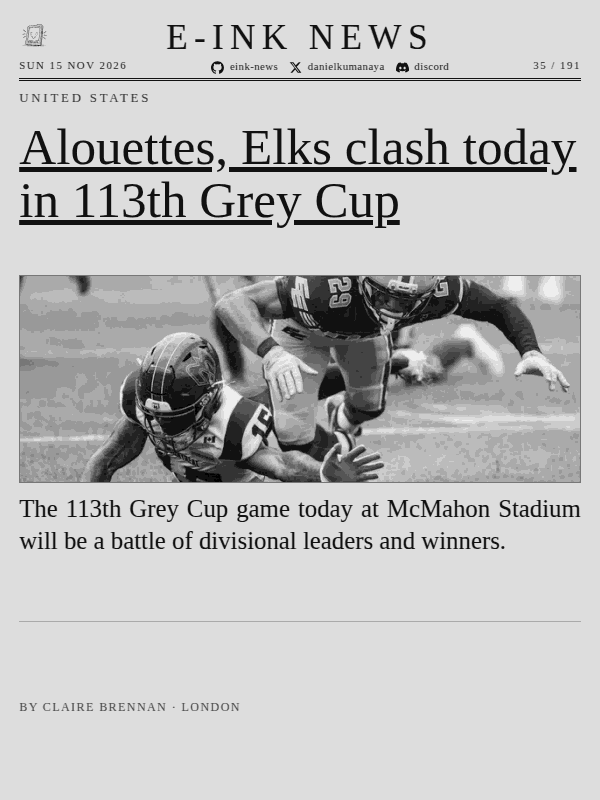 E-INK NEWS
SUN 15 NOV 2026
eink-news danielkumanaya discord
35 / 191
UNITED STATES
Alouettes, Elks clash today
in 113th Grey Cup
29
15
The 113th Grey Cup game today at McMahon Stadium
will be a battle of divisional leaders and winners.
BY CLAIRE BRENNAN · LONDON